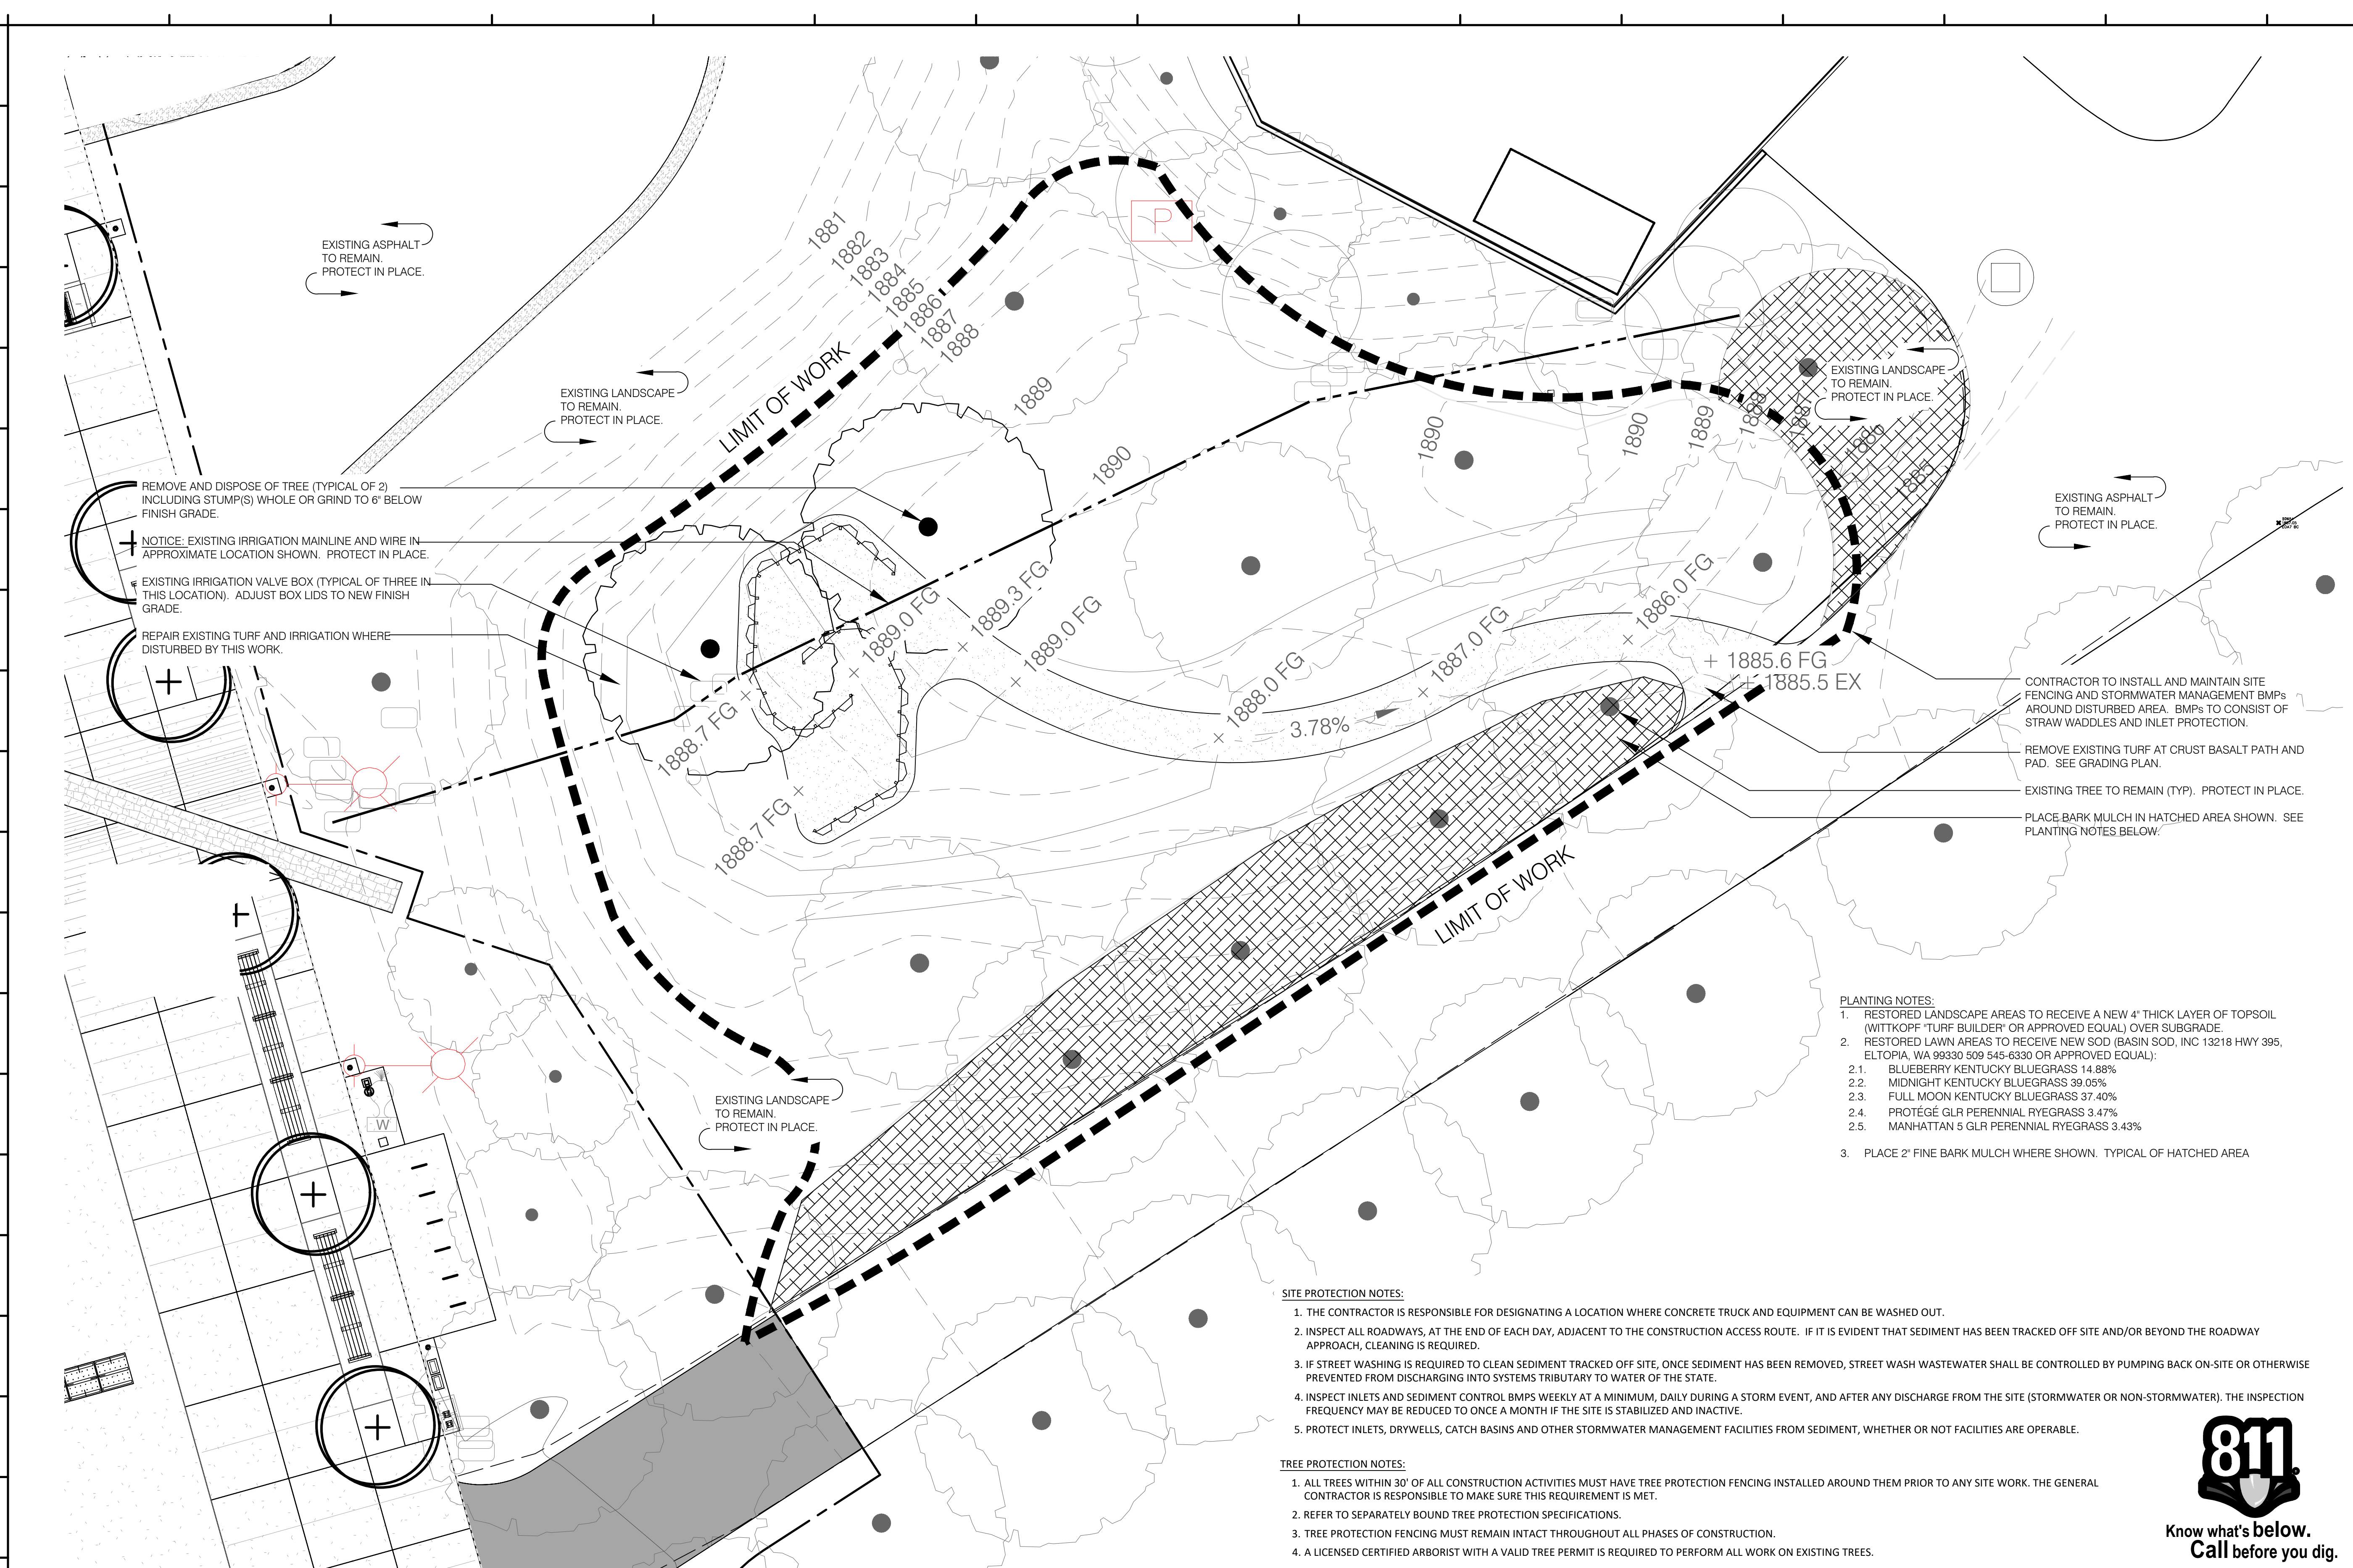 EXISTING ASPHALT
TO REMAIN.
PROTECT IN PLACE.
1881
1882
1883
1884
1885
1886
1887
1888
P
LIMIT OF WORK
EXISTING LANDSCAPE
TO REMAIN.
PROTECT IN PLACE.
1889
1890
1890
1890
1889
1888
1887
1886
1885
EXISTING LANDSCAPE
TO REMAIN.
PROTECT IN PLACE.
EXISTING ASPHALT
TO REMAIN.
PROTECT IN PLACE.
REMOVE AND DISPOSE OF TREE (TYPICAL OF 2)
INCLUDING STUMP(S) WHOLE OR GRIND TO 6" BELOW
FINISH GRADE.
NOTICE: EXISTING IRRIGATION MAINLINE AND WIRE IN
APPROXIMATE LOCATION SHOWN. PROTECT IN PLACE.
EXISTING IRRIGATION VALVE BOX (TYPICAL OF THREE IN
THIS LOCATION). ADJUST BOX LIDS TO NEW FINISH
GRADE.
REPAIR EXISTING TURF AND IRRIGATION WHERE
DISTURBED BY THIS WORK.
1889.0 FG
1889.3 FG
1889.0 FG
1888.7 FG
1888.7 FG
1888.0 FG
3.78%
1887.0 FG
1886.0 FG
1885.6 FG
1885.5 EX
CONTRACTOR TO INSTALL AND MAINTAIN SITE
FENCING AND STORMWATER MANAGEMENT BMPs
AROUND DISTURBED AREA. BMPs TO CONSIST OF
STRAW WADDLES AND INLET PROTECTION.
REMOVE EXISTING TURF AT CRUST BASALT PATH AND
PAD. SEE GRADING PLAN.
EXISTING TREE TO REMAIN (TYP). PROTECT IN PLACE.
PLACE BARK MULCH IN HATCHED AREA SHOWN. SEE
PLANTING NOTES BELOW.
LIMIT OF WORK
EXISTING LANDSCAPE
TO REMAIN.
PROTECT IN PLACE.
W
PLANTING NOTES:
1. RESTORED LANDSCAPE AREAS TO RECEIVE A NEW 4" THICK LAYER OF TOPSOIL
(WITTKOPF "TURF BUILDER" OR APPROVED EQUAL) OVER SUBGRADE.
2. RESTORED LAWN AREAS TO RECEIVE NEW SOD (BASIN SOD, INC 13218 HWY 395,
ELTOPIA, WA 99330 509 545-6330 OR APPROVED EQUAL):
2.1. BLUEBERRY KENTUCKY BLUEGRASS 14.88%
2.2. MIDNIGHT KENTUCKY BLUEGRASS 39.05%
2.3. FULL MOON KENTUCKY BLUEGRASS 37.40%
2.4. PROTÉGÉ GLR PERENNIAL RYEGRASS 3.47%
2.5. MANHATTAN 5 GLR PERENNIAL RYEGRASS 3.43%
3. PLACE 2" FINE BARK MULCH WHERE SHOWN. TYPICAL OF HATCHED AREA
SITE PROTECTION NOTES:
1. THE CONTRACTOR IS RESPONSIBLE FOR DESIGNATING A LOCATION WHERE CONCRETE TRUCK AND EQUIPMENT CAN BE WASHED OUT.
2. INSPECT ALL ROADWAYS, AT THE END OF EACH DAY, ADJACENT TO THE CONSTRUCTION ACCESS ROUTE. IF IT IS EVIDENT THAT SEDIMENT HAS BEEN TRACKED OFF SITE AND/OR BEYOND THE ROADWAY
APPROACH, CLEANING IS REQUIRED.
3. IF STREET WASHING IS REQUIRED TO CLEAN SEDIMENT TRACKED OFF SITE, ONCE SEDIMENT HAS BEEN REMOVED, STREET WASH WASTEWATER SHALL BE CONTROLLED BY PUMPING BACK ON-SITE OR OTHERWISE
PREVENTED FROM DISCHARGING INTO SYSTEMS TRIBUTARY TO WATER OF THE STATE.
4. INSPECT INLETS AND SEDIMENT CONTROL BMPS WEEKLY AT A MINIMUM, DAILY DURING A STORM EVENT, AND AFTER ANY DISCHARGE FROM THE SITE (STORMWATER OR NON-STORMWATER). THE INSPECTION
FREQUENCY MAY BE REDUCED TO ONCE A MONTH IF THE SITE IS STABILIZED AND INACTIVE.
5. PROTECT INLETS, DRYWELLS, CATCH BASINS AND OTHER STORMWATER MANAGEMENT FACILITIES FROM SEDIMENT, WHETHER OR NOT FACILITIES ARE OPERABLE.
TREE PROTECTION NOTES:
1. ALL TREES WITHIN 30' OF ALL CONSTRUCTION ACTIVITIES MUST HAVE TREE PROTECTION FENCING INSTALLED AROUND THEM PRIOR TO ANY SITE WORK. THE GENERAL
CONTRACTOR IS RESPONSIBLE TO MAKE SURE THIS REQUIREMENT IS MET.
2. REFER TO SEPARATELY BOUND TREE PROTECTION SPECIFICATIONS.
3. TREE PROTECTION FENCING MUST REMAIN INTACT THROUGHOUT ALL PHASES OF CONSTRUCTION.
4. A LICENSED CERTIFIED ARBORIST WITH A VALID TREE PERMIT IS REQUIRED TO PERFORM ALL WORK ON EXISTING TREES.
811
Know what's below.
Call before you dig.